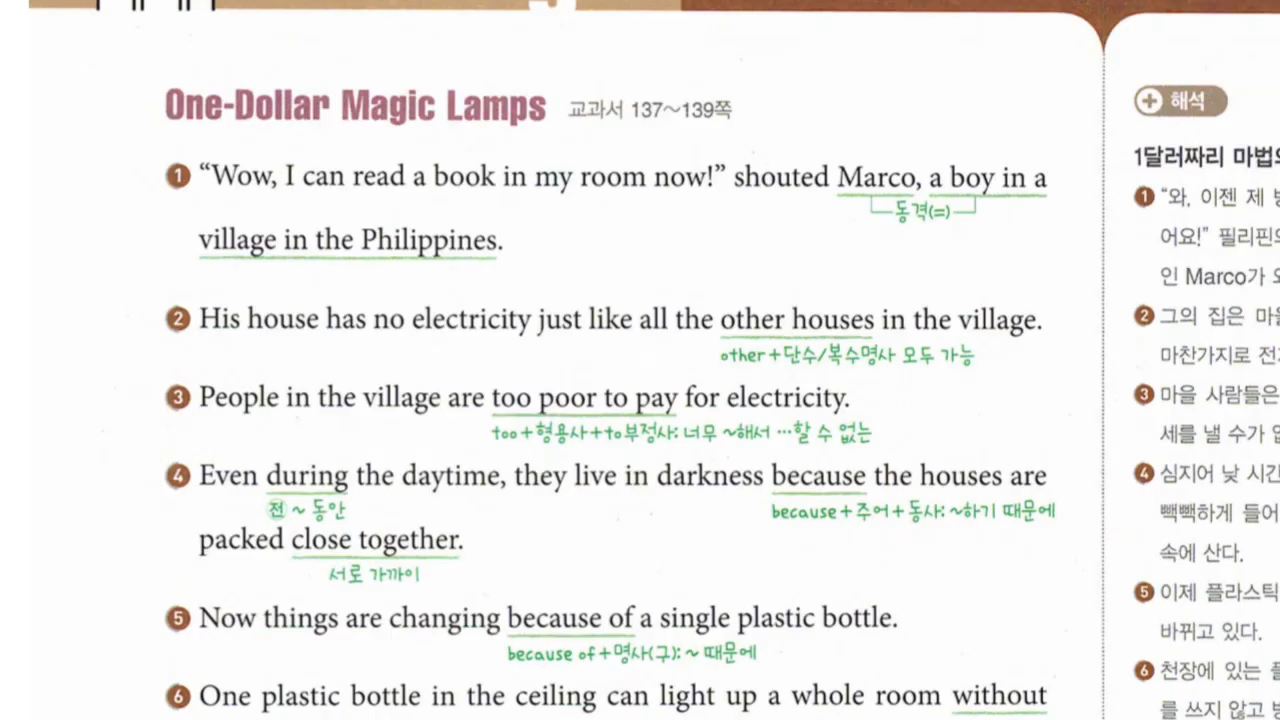 One-Dollar Magic Lamps 교과서 137~139쪽
1 “Wow, I can read a book in my room now!” shouted Marco, a boy in a
동격(=)
village in the Philippines.
2 His house has no electricity just like all the other houses in the village.
other+단수/복수명사 모두 가능
3 People in the village are too poor to pay for electricity.
too+형용사+to부정사: 너무 ~해서 …할 수 없는
4 Even during the daytime, they live in darkness because the houses are
전 ~ 동안 because+주어+동사: ~하기 때문에
packed close together.
서로 가까이
5 Now things are changing because of a single plastic bottle.
because of+명사(구): ~ 때문에
6 One plastic bottle in the ceiling can light up a whole room without
+ 해석
1달러짜리 마법의
1 “와, 이젠 제
어요!” 필리핀의
인 Marco가
2 그의 집은
마찬가지로
3 마을 사람들은
세를 낼 수가
4 심지어 낮 시간
빽빽하게 들어
속에 산다.
5 이제 플라스틱
바뀌고 있다.
6 천장에 있는
를 쓰지 않고